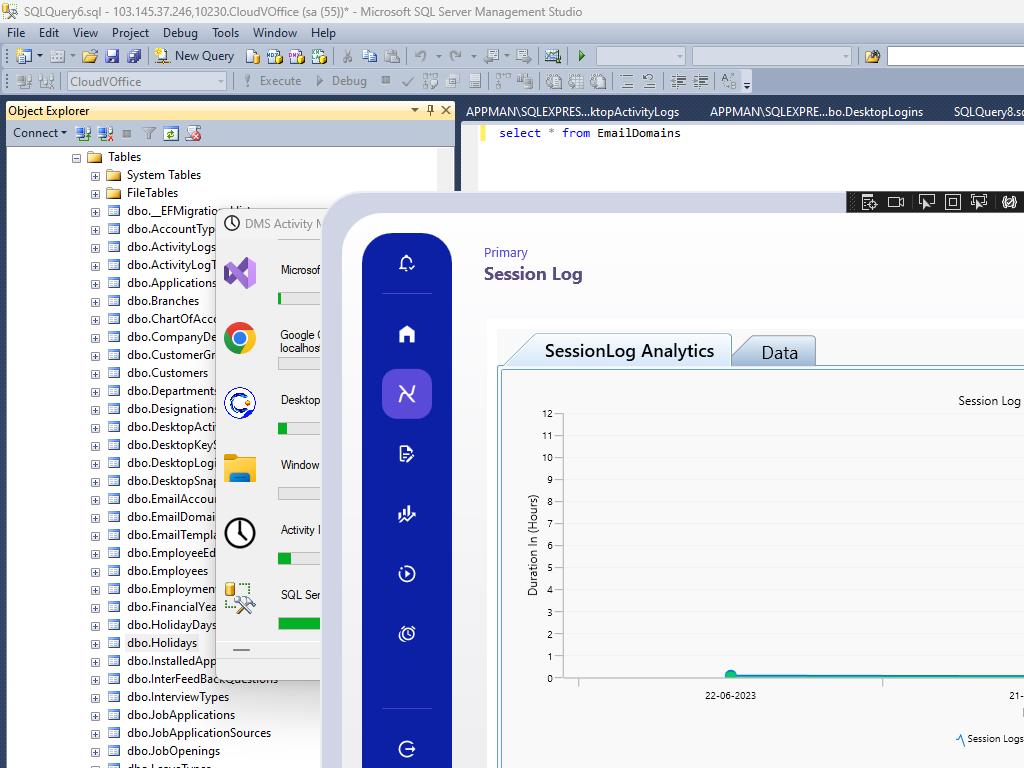 SQLQuery6.sql - 103.145.37.246,10230.CloudVOffice (sa (55))* - Microsoft SQL Server Management Studio
File Edit View Project Debug Tools Window Help
New Query
CloudVOffice Execute Debug
Object Explorer
APPMAN\SQLEXPRES...ktopActivityLogs APPMAN\SQLEXPRE...bo.DesktopLogins SQLQuery8.sq
Connect
select * from EmailDomains
Tables
System Tables
FileTables
dbo.__EFMigration
dbo.AccountTyp
dbo.ActivityLogs
dbo.ActivityLogT
dbo.Applications
dbo.Branches
dbo.ChartOfAcco
dbo.CompanyDe
dbo.CustomerGr
dbo.Customers
dbo.Departments
dbo.Designations
dbo.DesktopActi
dbo.DesktopKeyS
dbo.DesktopLogi
dbo.DesktopSnap
dbo.EmailAccou
dbo.EmailDomai
dbo.EmailTempla
dbo.EmployeeEd
dbo.Employees
dbo.Employment
dbo.FinancialYea
dbo.HolidayDays
dbo.Holidays
dbo.InstalledApp
dbo.InterFeedBackQuestions
dbo.InterviewTypes
dbo.JobApplications
dbo.JobApplicationSources
dbo.JobOpenings
dbo.LeaveTypes
DMS Activity M
Microsof
Google C
localhost
Desktop
Window
Activity
SQL Ser
Primary
Session Log
SessionLog Analytics Data
Session Log
Duration In (Hours)
12
11
10
9
8
7
6
5
4
3
2
1
0
22-06-2023 21-
Session Logs